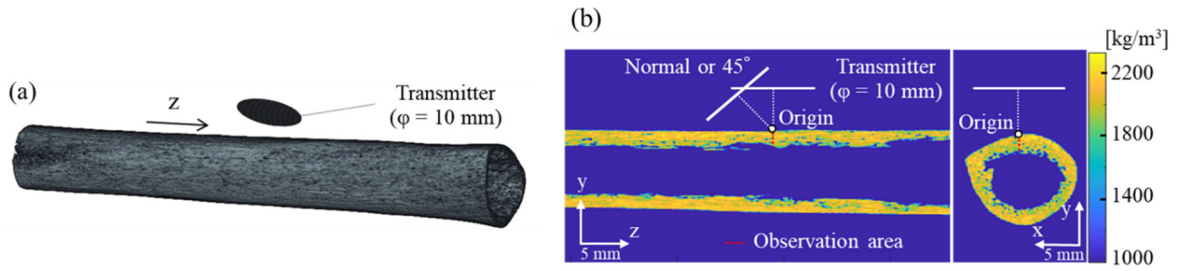 (a)
z
Transmitter
(φ = 10 mm)
(b)
[kg/m³]
Normal or 45°
Transmitter
(φ = 10 mm)
Origin
Origin
y
z
5 mm
Observation area
y
x
5 mm
2200
1800
1400
1000